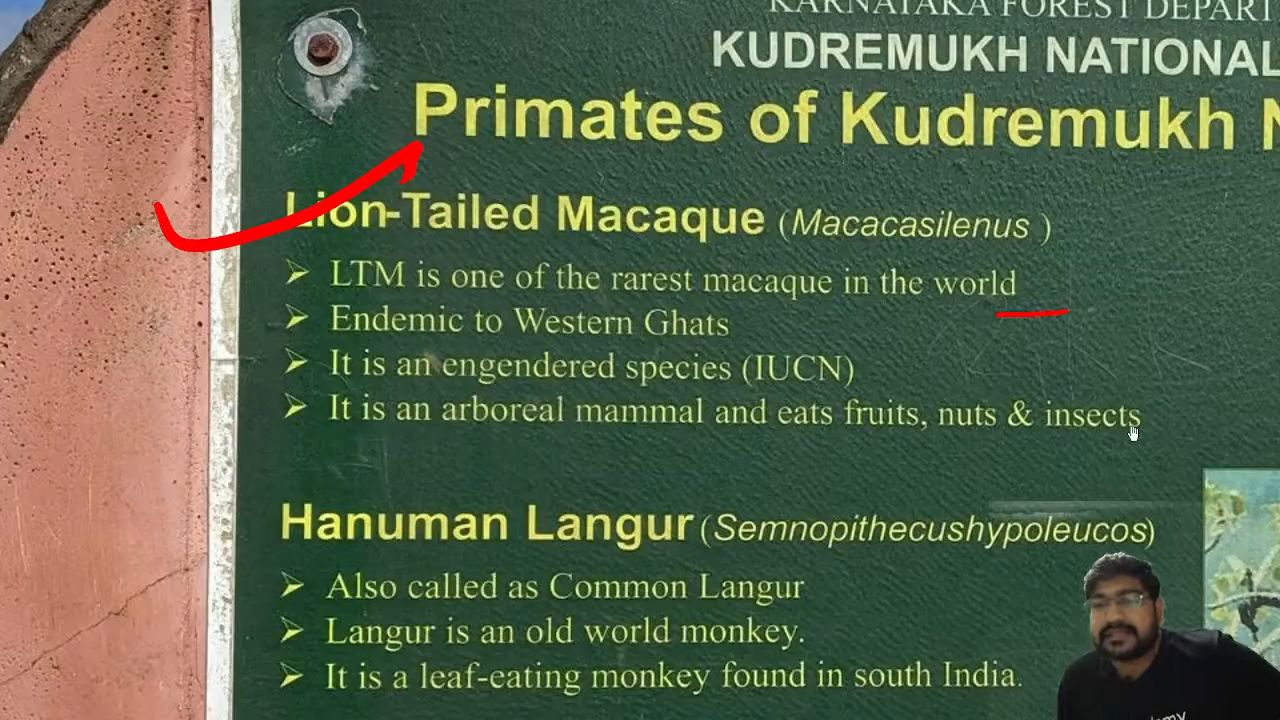 KARNATAKA FOREST DEPART
KUDREMUKH NATIONAL
Primates of Kudremukh N
Lion-Tailed Macaque (Macacasilenus )
➢ LTM is one of the rarest macaque in the world
➢ Endemic to Western Ghats
➢ It is an engendered species (IUCN)
➢ It is an arboreal mammal and eats fruits, nuts & insects
Hanuman Langur (Semnopithecushypoleucos)
➢ Also called as Common Langur
➢ Langur is an old world monkey.
➢ It is a leaf-eating monkey found in south India.